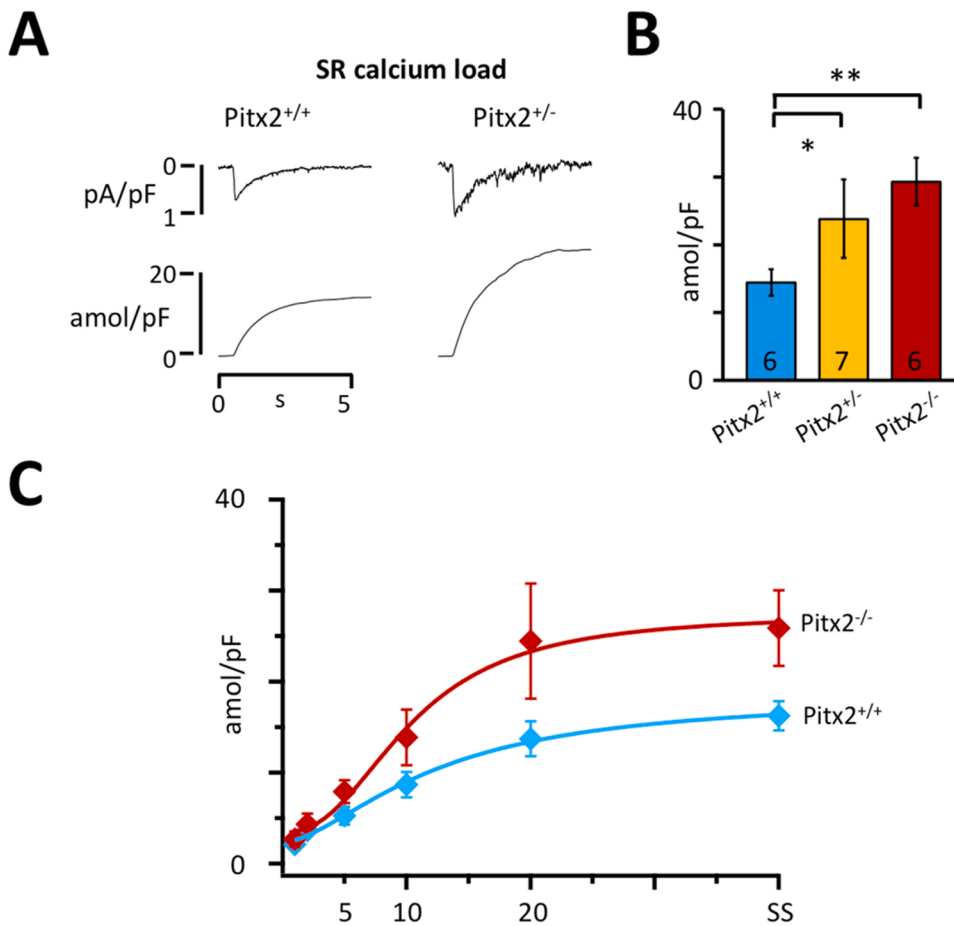 A
B
SR calcium load
Pitx2+/+
Pitx2+/-
**
*
40
0
pA/pF
1
20
amol/pF
0
0
s
5
amol/pF
0
6
7
6
Pitx2+/+
Pitx2+/-
Pitx2-/-
C
40
amol/pF
0
Pitx2-/-
Pitx2+/+
5
10
20
SS